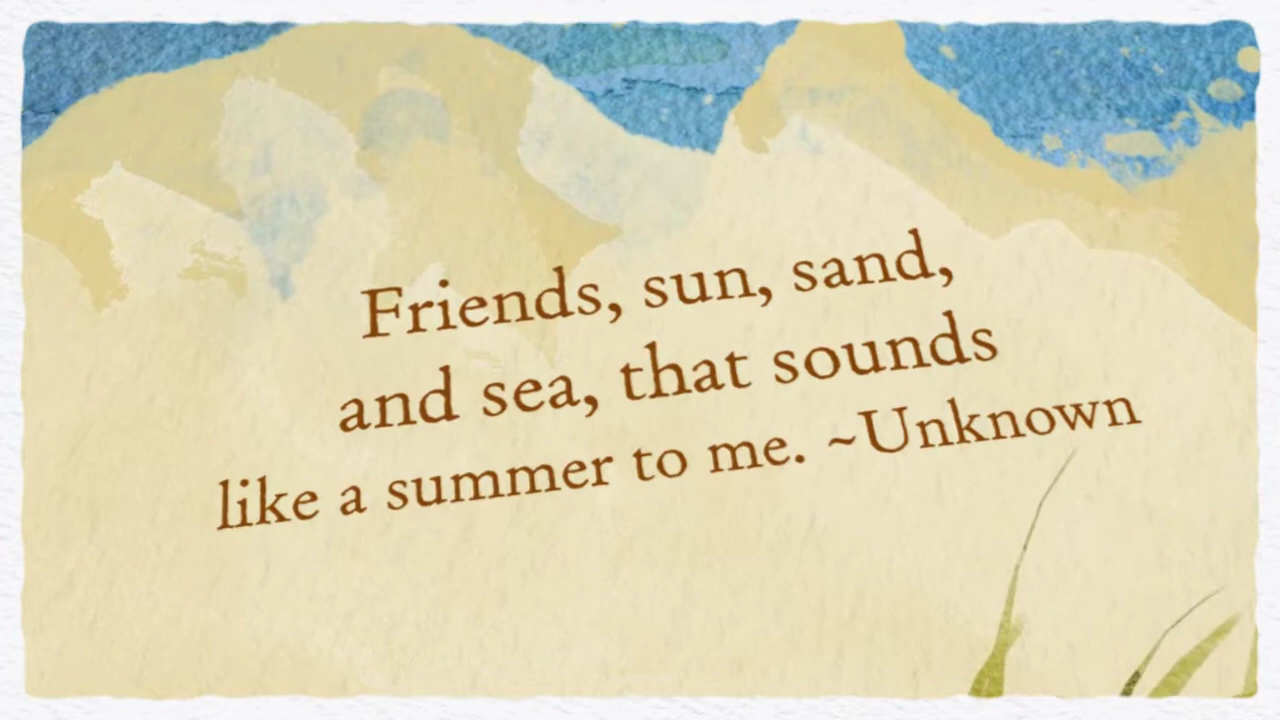 Friends, sun, sand,
and sea, that sounds
like a summer to me. ~Unknown